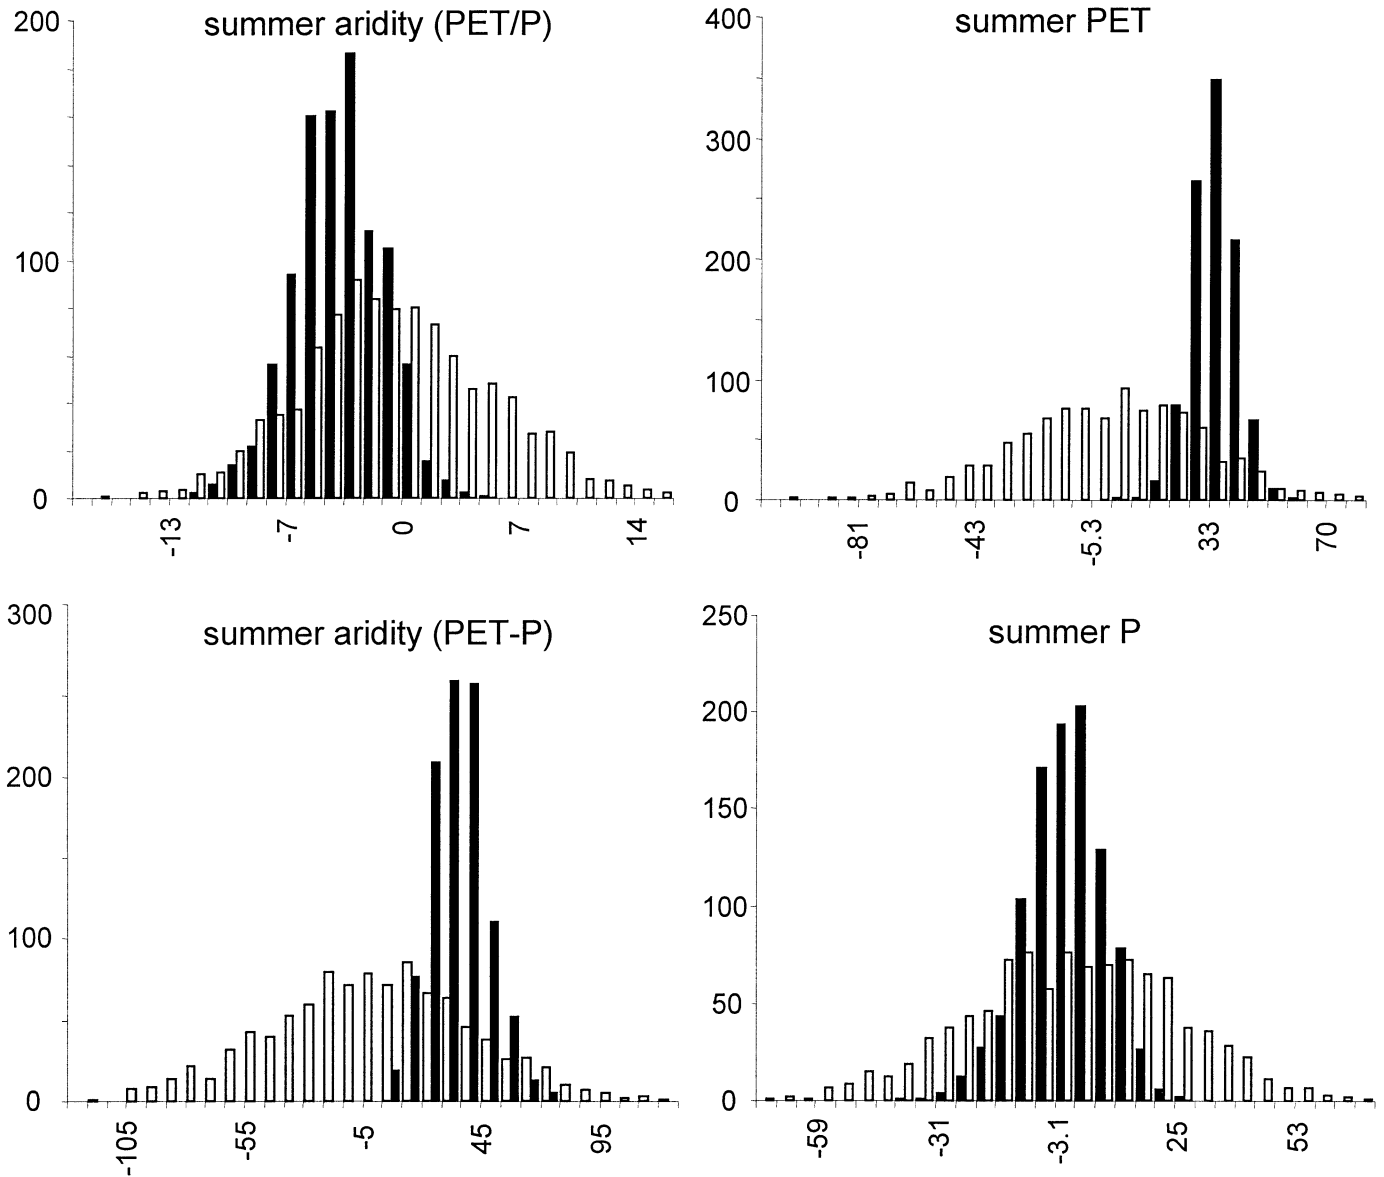 summer aridity (PET/P)
200
100
0
-13 -7 0 7 14
summer PET
400
300
200
100
0
-81 -43 -5.3 33 70
summer aridity (PET-P)
300
200
100
0
-105 -55 -5 45 95
summer P
250
200
150
100
50
0
-59 -31 -3.1 25 53